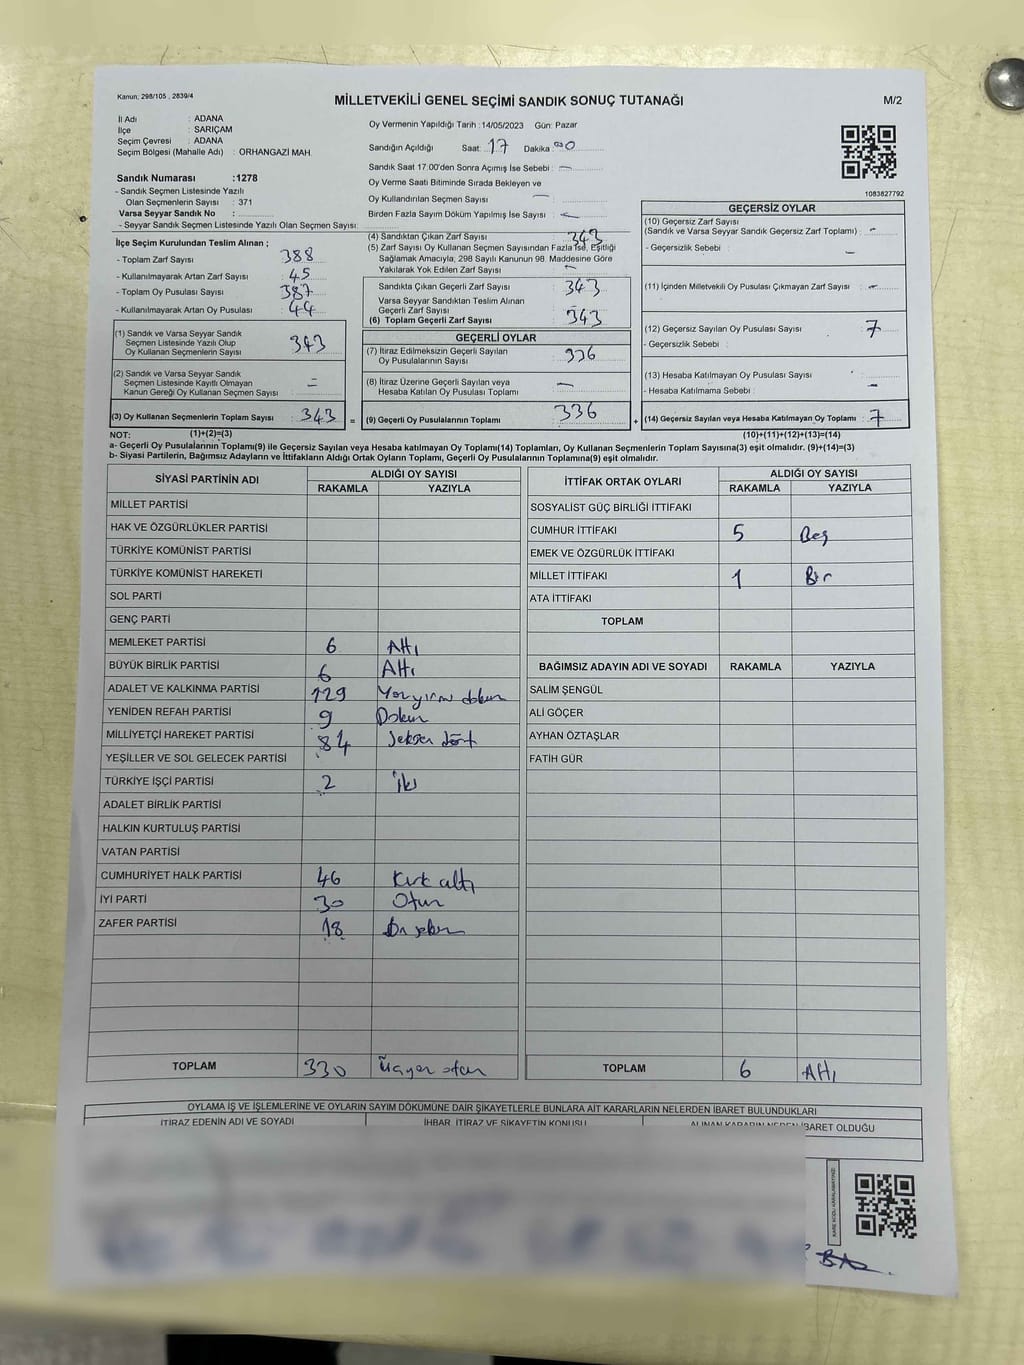 Kanun; 298/105 , 2839/4
MİLLETVEKİLİ GENEL SEÇİMİ SANDIK SONUÇ TUTANAĞI
M/2
İl Adı : ADANA
İlçe : SARIÇAM
Seçim Çevresi : ADANA
Seçim Bölgesi (Mahalle Adı) : ORHANGAZİ MAH.
Sandık Numarası :1278
- Sandık Seçmen Listesinde Yazılı
Olan Seçmenlerin Sayısı : 371
Varsa Seyyar Sandık No :
- Seyyar Sandık Seçmen Listesinde Yazılı Olan Seçmen Sayısı:
Oy Vermenin Yapıldığı Tarih :14/05/2023 Gün: Pazar
Sandığın Açıldığı Saat: 17 Dakika: 00
Sandık Saat 17:00'den Sonra Açımış İse Sebebi : —
Oy Verme Saati Bitiminde Sırada Bekleyen ve
Oy Kullandırılan Seçmen Sayısı —
Birden Fazla Sayım Döküm Yapılmış İse Sayısı : —
1083827792
İlçe Seçim Kurulundan Teslim Alınan ;
- Toplam Zarf Sayısı 388
- Kullanılmayarak Artan Zarf Sayısı 45
- Toplam Oy Pusulası Sayısı 387
- Kullanılmayarak Artan Oy Pusulası 44
(1) Sandık ve Varsa Seyyar Sandık
Seçmen Listesinde Yazılı Olup
Oy Kullanan Seçmenlerin Sayısı 343
(2) Sandık ve Varsa Seyyar Sandık
Seçmen Listesinde Kayıtlı Olmayan
Kanun Gereği Oy Kullanan Seçmen Sayısı :
(3) Oy Kullanan Seçmenlerin Toplam Sayısı : 343 =
(4) Sandıktan Çıkan Zarf Sayısı 343
(5) Zarf Sayısı Oy Kullanan Seçmen Sayısından Fazla İse, Eşitliği
Sağlamak Amacıyla, 298 Sayılı Kanunun 98. Maddesine Göre
Yakılarak Yok Edilen Zarf Sayısı —
Sandıkta Çıkan Geçerli Zarf Sayısı 343
Varsa Seyyar Sandıktan Teslim Alınan
Geçerli Zarf Sayısı
(6) Toplam Geçerli Zarf Sayısı : 343
GEÇERLİ OYLAR
(7) İtiraz Edilmeksizin Geçerli Sayılan
Oy Pusulalarının Sayısı : 336
(8) İtiraz Üzerine Geçerli Sayılan veya
Hesaba Katılan Oy Pusulası Toplamı : —
(9) Geçerli Oy Pusulalarının Toplamı : 336 +
GEÇERSİZ OYLAR
(10) Geçersiz Zarf Sayısı
(Sandık ve Varsa Seyyar Sandık Geçersiz Zarf Toplamı) : -
- Geçersizlik Sebebi : —
(11) İçinden Milletvekili Oy Pusulası Çıkmayan Zarf Sayısı : -
(12) Geçersiz Sayılan Oy Pusulası Sayısı : 7
- Geçersizlik Sebebi :
(13) Hesaba Katılmayan Oy Pusulası Sayısı
- Hesaba Katılmama Sebebi : -
(14) Geçersiz Sayılan veya Hesaba Katılmayan Oy Toplamı : 7
NOT: (1)+(2)=(3) (10)+(11)+(12)+(13)=(14)
a- Geçerli Oy Pusulalarının Toplamı(9) ile Geçersiz Sayılan veya Hesaba katılmayan Oy Toplamı(14) Toplamları, Oy Kullanan Seçmenlerin Toplam Sayısına(3) eşit olmalıdır. (9)+(14)=(3)
b- Siyasi Partilerin, Bağımsız Adayların ve İttifakların Aldığı Ortak Oyların Toplamı, Geçerli Oy Pusulalarının Toplamına(9) eşit olmalıdır.
SİYASİ PARTİNİN ADI ALDIĞI OY SAYISI
RAKAMLA YAZIYLA
MİLLET PARTİSİ
HAK VE ÖZGÜRLÜKLER PARTİSİ
TÜRKİYE KOMÜNİST PARTİSİ
TÜRKİYE KOMÜNİST HAREKETİ
SOL PARTİ
GENÇ PARTİ
MEMLEKET PARTİSİ 6 Altı
BÜYÜK BİRLİK PARTİSİ 6 Altı
ADALET VE KALKINMA PARTİSİ 129 Yüzyirmi dokuz
YENİDEN REFAH PARTİSİ 9 Dokuz
MİLLİYETÇİ HAREKET PARTİSİ 84 Seksen dört
YEŞİLLER VE SOL GELECEK PARTİSİ
TÜRKİYE İŞÇİ PARTİSİ 2 iki
ADALET BİRLİK PARTİSİ
HALKIN KURTULUŞ PARTİSİ
VATAN PARTİSİ
CUMHURİYET HALK PARTİSİ 46 Kırk altı
İYİ PARTİ 30 Otuz
ZAFER PARTİSİ 18 On sekiz
TOPLAM 330 Üçyüz otuz
İTTİFAK ORTAK OYLARI ALDIĞI OY SAYISI
RAKAMLA YAZIYLA
SOSYALİST GÜÇ BİRLİĞİ İTTİFAKI
CUMHUR İTTİFAKI 5 Beş
EMEK VE ÖZGÜRLÜK İTTİFAKI
MİLLET İTTİFAKI 1 Bir
ATA İTTİFAKI
TOPLAM
BAĞIMSIZ ADAYIN ADI VE SOYADI RAKAMLA YAZIYLA
SALİM ŞENGÜL
ALİ GÖÇER
AYHAN ÖZTAŞLAR
FATİH GÜR
TOPLAM 6 Altı
OYLAMA İŞ VE İŞLEMLERİNE VE OYLARIN SAYIM DÖKÜMÜNE DAİR ŞİKAYETLERLE BUNLARA AİT KARARLARIN NELERDEN İBARET BULUNDUKLARI
İTİRAZ EDENİN ADI VE SOYADI İHBAR, İTİRAZ VE ŞİKAYETİN KONUSU ALINAN KARARIN NEDEN İBARET OLDUĞU